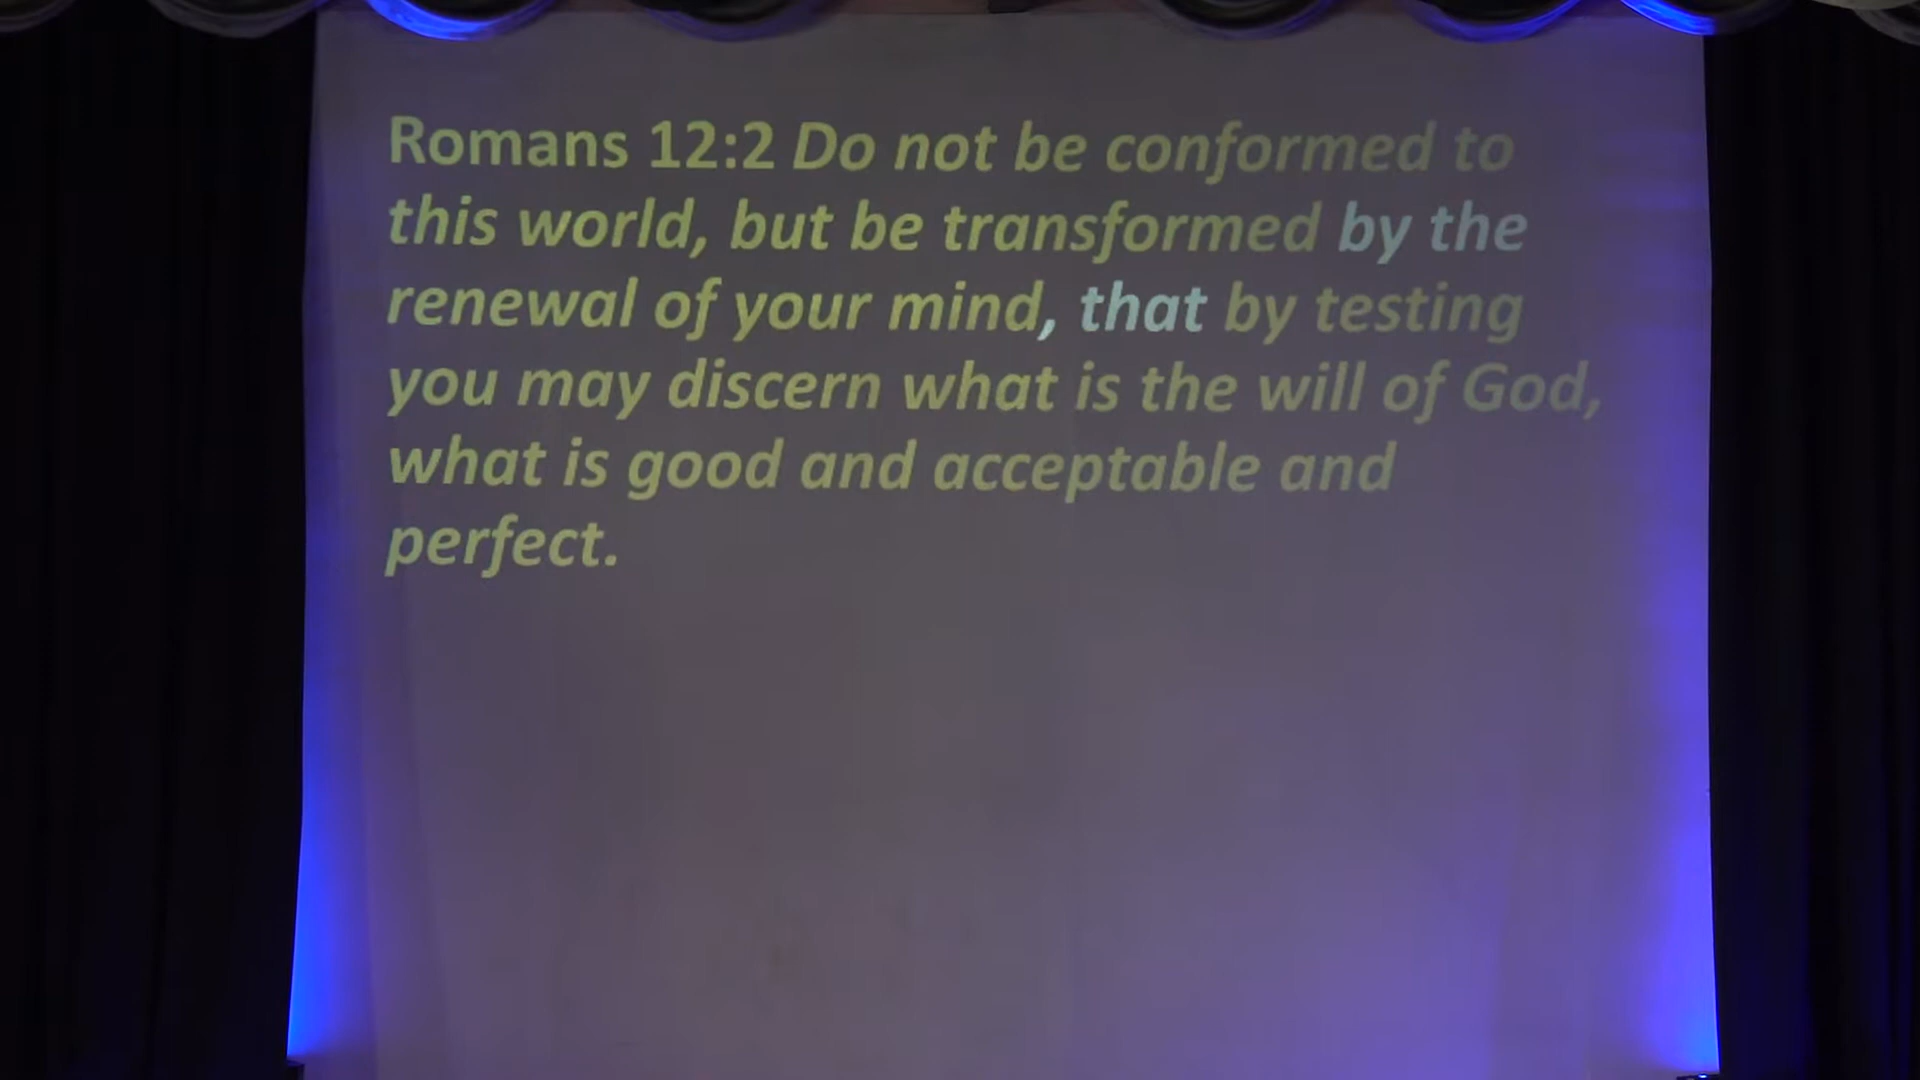 Romans 12:2 Do not be conformed to
this world, but be transformed by the
renewal of your mind, that by testing
you may discern what is the will of God,
what is good and acceptable and
perfect.